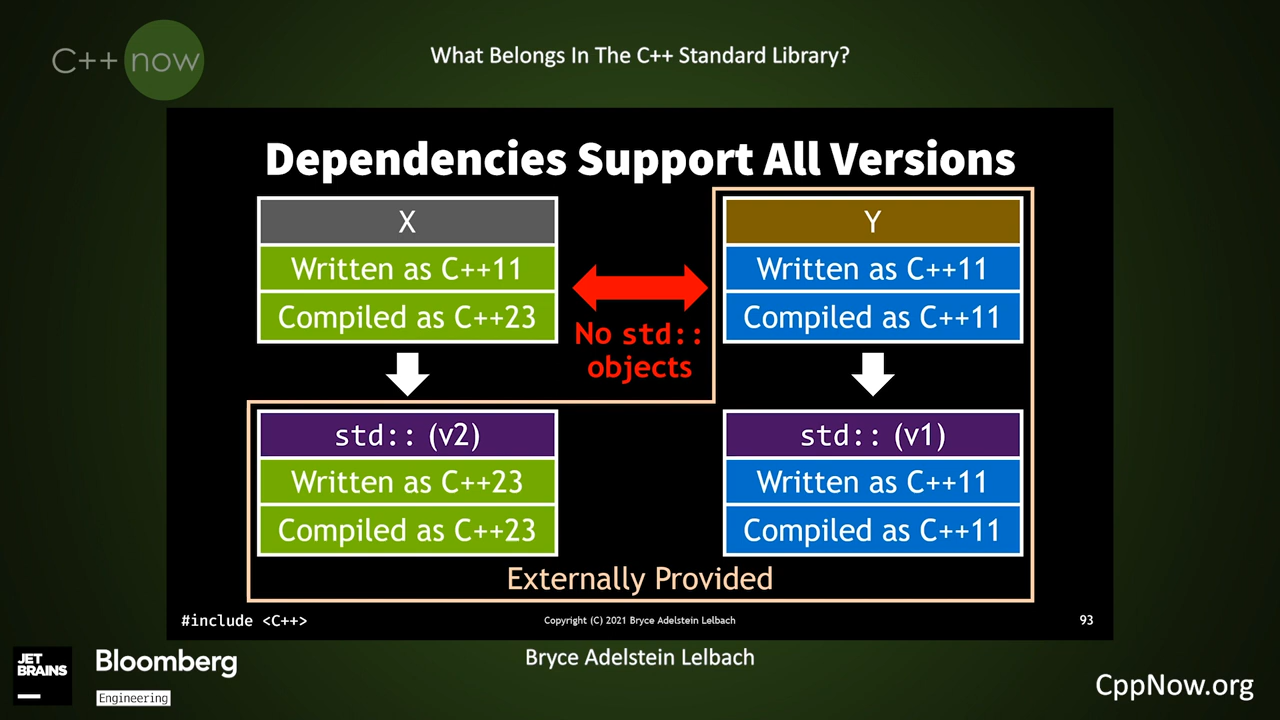 C++ now
What Belongs In The C++ Standard Library?
Dependencies Support All Versions
X
Written as C++11
Compiled as C++23
No std::
objects
Y
Written as C++11
Compiled as C++11
std:: (v2)
Written as C++23
Compiled as C++23
std:: (v1)
Written as C++11
Compiled as C++11
Externally Provided
#include <C++>
Copyright (C) 2021 Bryce Adelstein Lelbach
93
JET
BRAINS
Bloomberg
Engineering
Bryce Adelstein Lelbach
CppNow.org